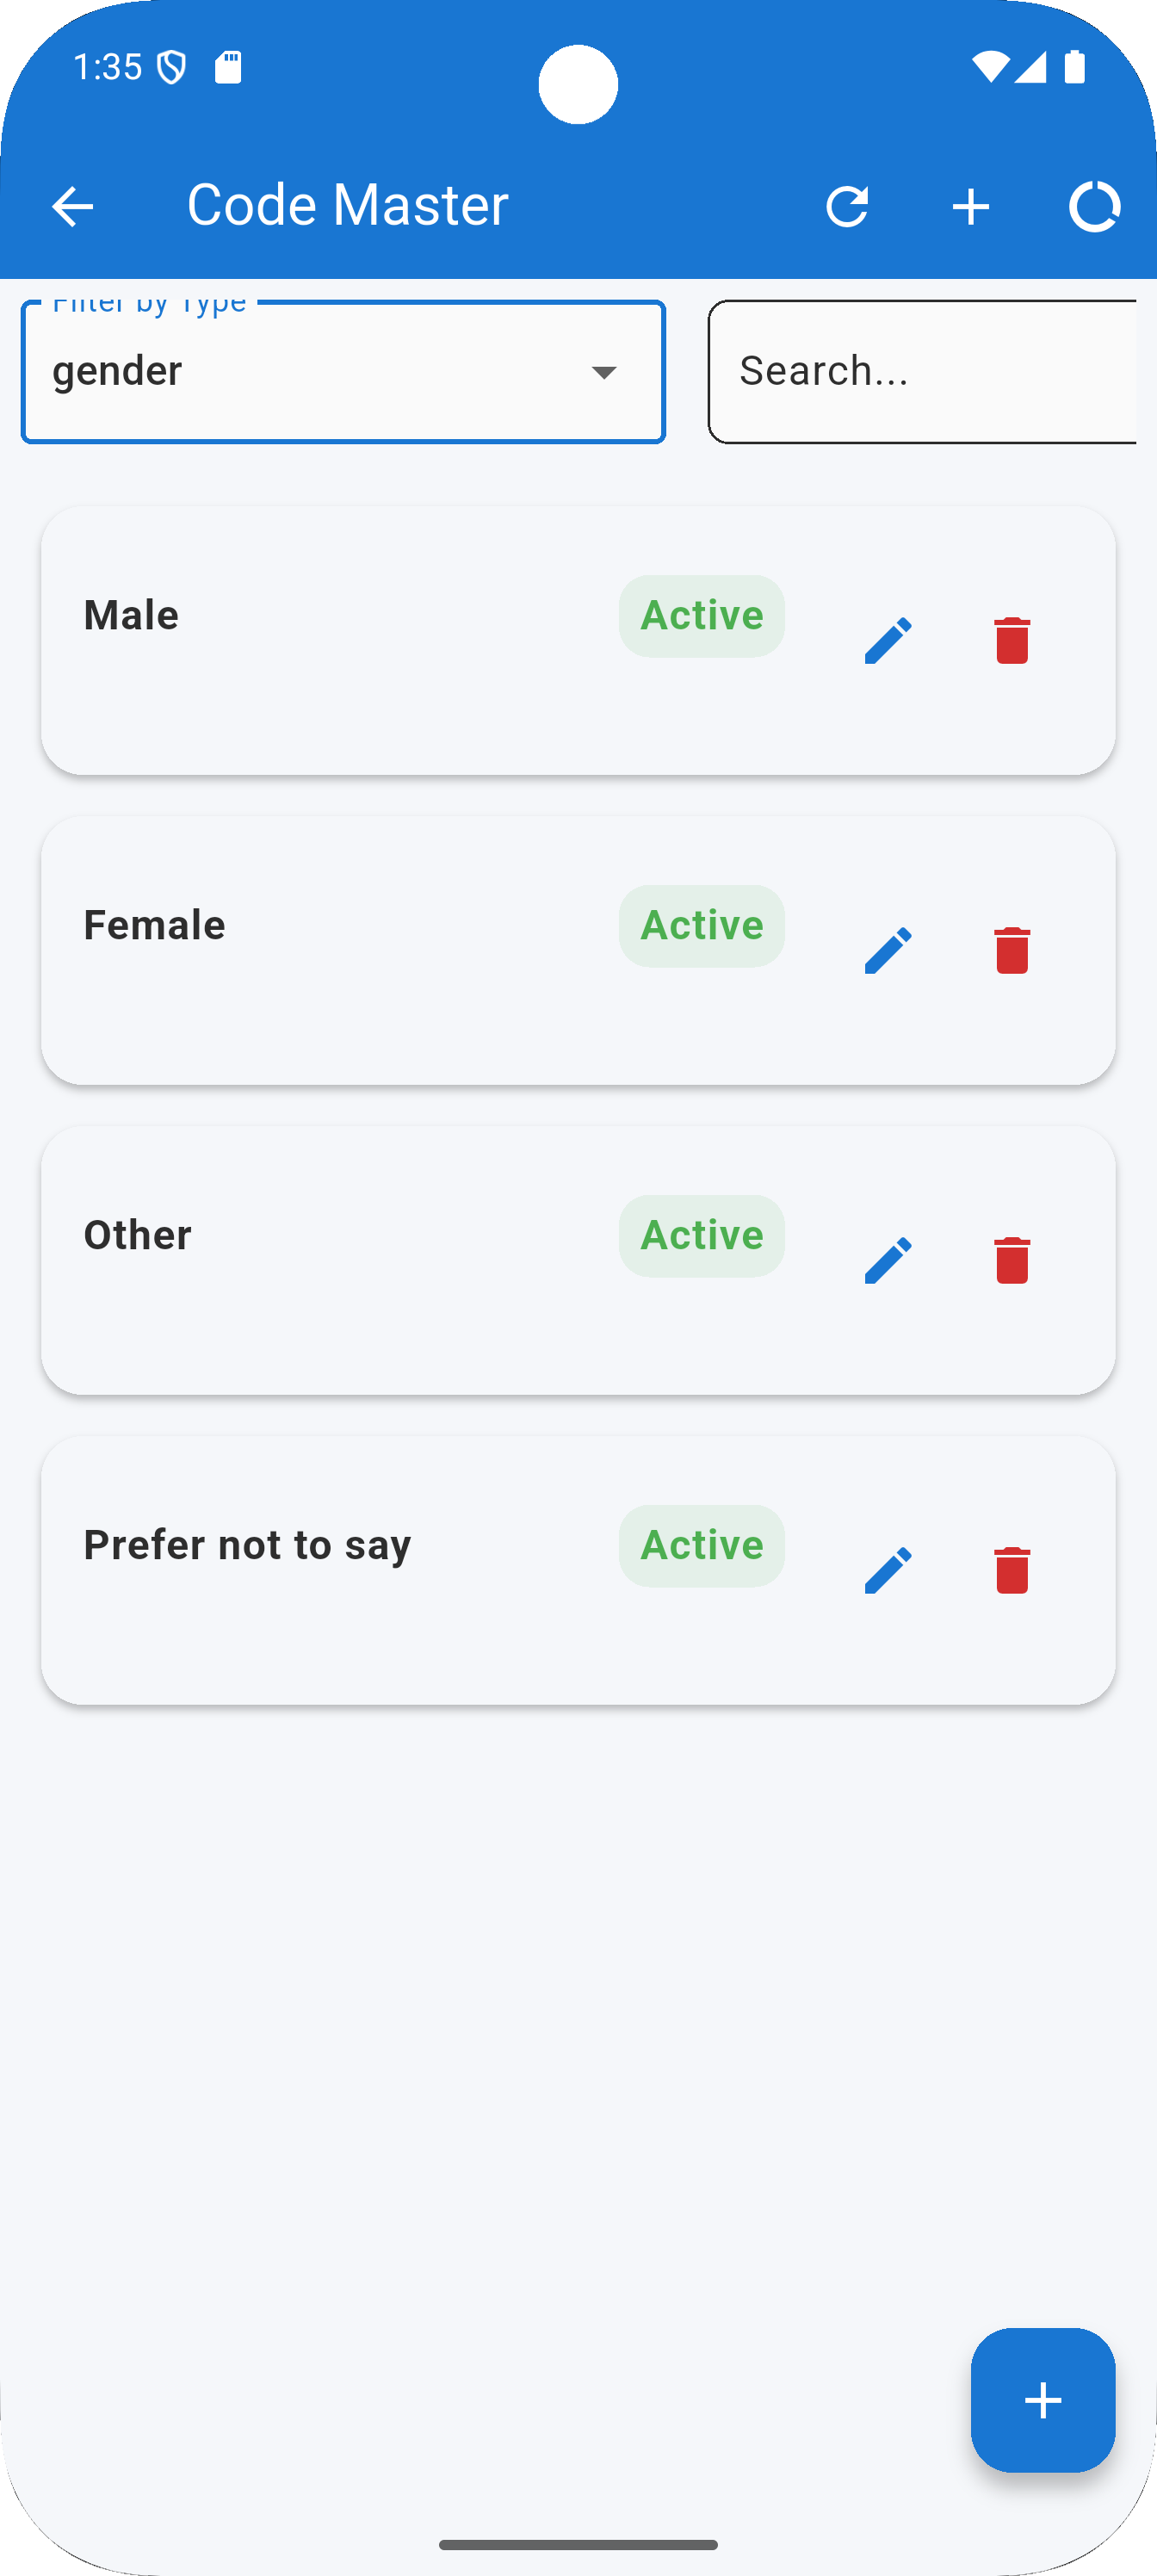 1:35
Code Master
Filter by Type
gender
Search...
Male
Active
Female
Active
Other
Active
Prefer not to say
Active